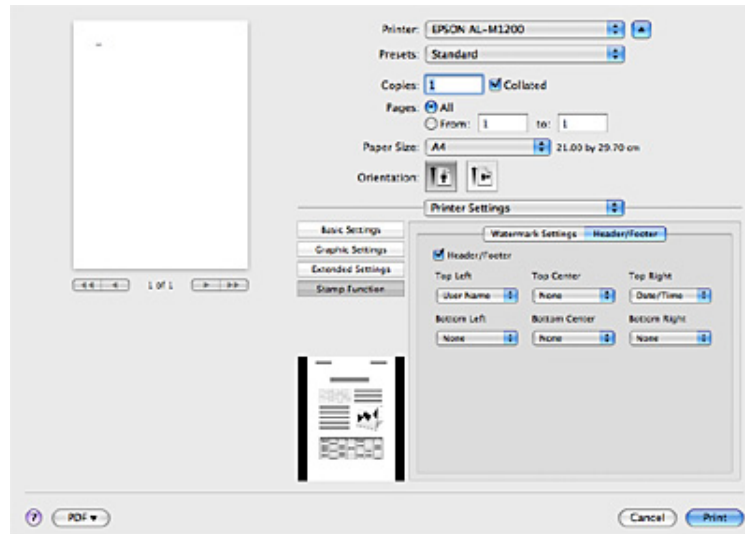 Printer: EPSON AL-M1200
Presets: Standard
Copies: 1 Collated
Pages: All
From: 1 to: 1
Paper Size: A4 21.00 by 29.70 cm
Orientation:
Printer Settings
Basic Settings
Graphic Settings
Extended Settings
Stamp Function
Watermark Settings Header/Footer
Header/Footer
Top Left Top Center Top Right
User Name None Date/Time
Bottom Left Bottom Center Bottom Right
None None None
1 of 1
? PDF Cancel Print